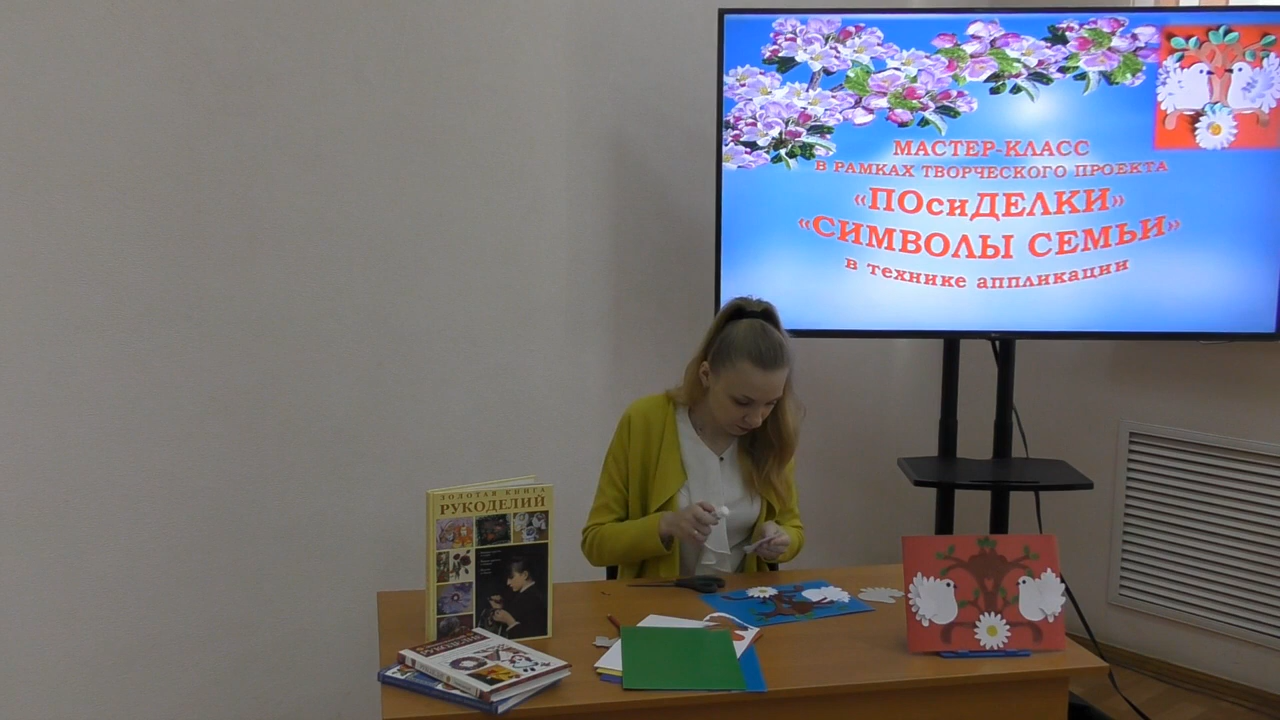 МАСТЕР-КЛАСС
В РАМКАХ ТВОРЧЕСКОГО ПРОЕКТА
«ПОсиДЕЛКИ»
«СИМВОЛЫ СЕМЬИ»
в технике аппликации
ЗОЛОТАЯ КНИГА
РУКОДЕЛИЙ